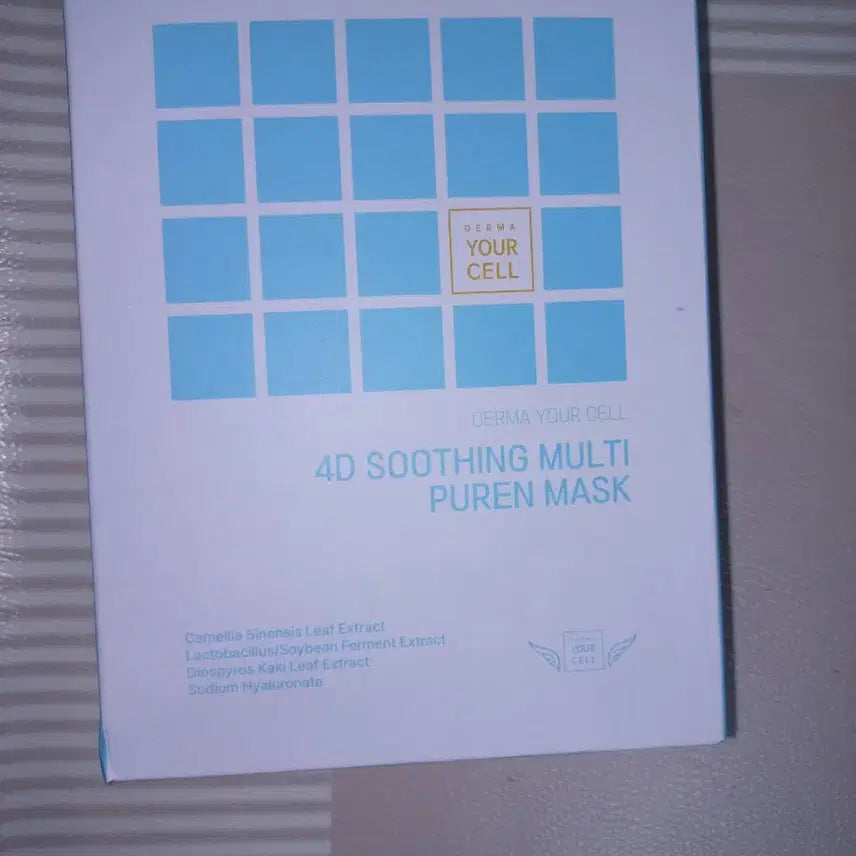 DERMA
YOUR
CELL
DERMA YOUR CELL
4D SOOTHING MULTI
PUREN MASK
Camellia Sinensis Leaf Extract
Lactobacillus/Soybean Ferment Extract
Diospyros Kaki Leaf Extract
Sodium Hyaluronate
DERMA
YOUR
CELL